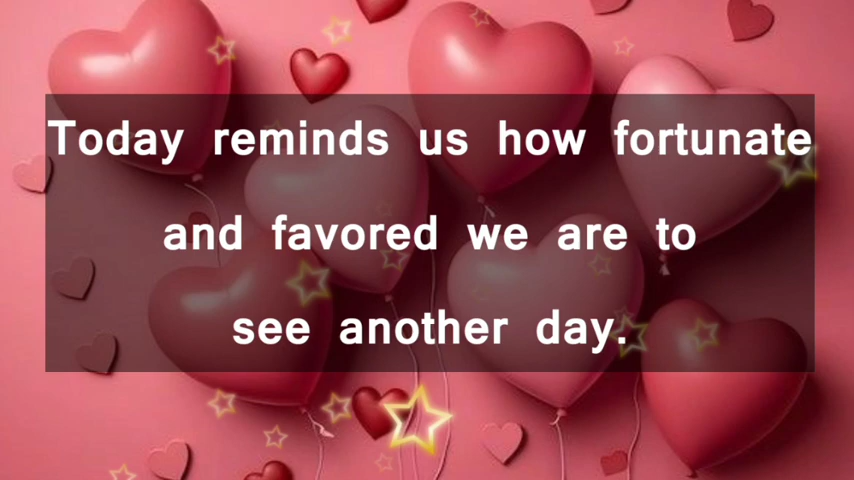 Today reminds us how fortunate
and favored we are to
see another day.